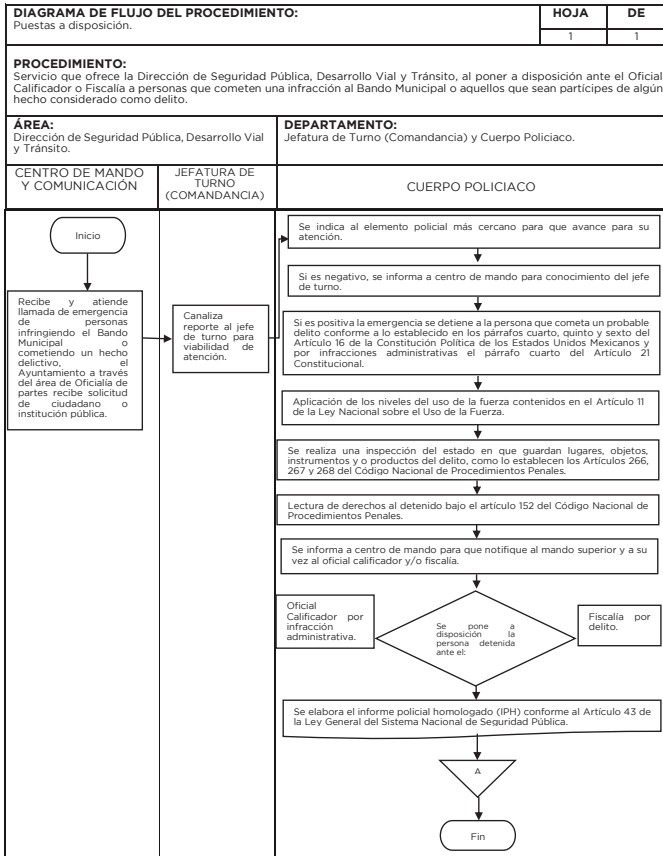 DIAGRAMA DE FLUJO DEL PROCEDIMIENTO:
Puestas a disposición.
HOJA
DE
1
1
PROCEDIMIENTO:
Servicio que ofrece la Dirección de Seguridad Pública, Desarrollo Vial y Tránsito, al poner a disposición ante el Oficial
Calificador o Fiscalía a personas que cometen una infracción al Bando Municipal o aquellos que sean partícipes de algún
hecho considerado como delito.
ÁREA:
Dirección de Seguridad Pública, Desarrollo Vial
y Tránsito.
DEPARTAMENTO:
Jefatura de Turno (Comandancia) y Cuerpo Policiaco.
CENTRO DE MANDO
Y COMUNICACIÓN
JEFATURA DE
TURNO
(COMANDANCIA)
CUERPO POLICIACO
Inicio
Recibe y atiende
llamada de emergencia
de personas
infringiendo el Bando
Municipal o
cometiendo un hecho
delictivo, el
Ayuntamiento a través
del área de Oficialía de
partes recibe solicitud
de ciudadano o
institución pública.
Canaliza
reporte al jefe
de turno para
viabilidad de
atención.
Se indica al elemento policial más cercano para que avance para su
atención.
Si es negativo, se informa a centro de mando para conocimiento del jefe
de turno.
Si es positiva la emergencia se detiene a la persona que cometa un probable
delito conforme a lo establecido en los párrafos cuarto, quinto y sexto del
Artículo 16 de la Constitución Política de los Estados Unidos Mexicanos y
por infracciones administrativas el párrafo cuarto del Artículo 21
Constitucional.
Aplicación de los niveles del uso de la fuerza contenidos en el Artículo 11
de la Ley Nacional sobre el Uso de la Fuerza.
Se realiza una inspección del estado en que guardan lugares, objetos,
instrumentos y o productos del delito, como lo establecen los Artículos 266,
267 y 268 del Código Nacional de Procedimientos Penales.
Lectura de derechos al detenido bajo el artículo 152 del Código Nacional de
Procedimientos Penales.
Se informa a centro de mando para que notifique al mando superior y a su
vez al oficial calificador y/o fiscalía.
Oficial
Calificador por
infracción
administrativa.
Se pone a
disposición la
persona detenida
ante el:
Fiscalía por
delito.
Se elabora el informe policial homologado (IPH) conforme al Artículo 43 de
la Ley General del Sistema Nacional de Seguridad Pública.
A
Fin